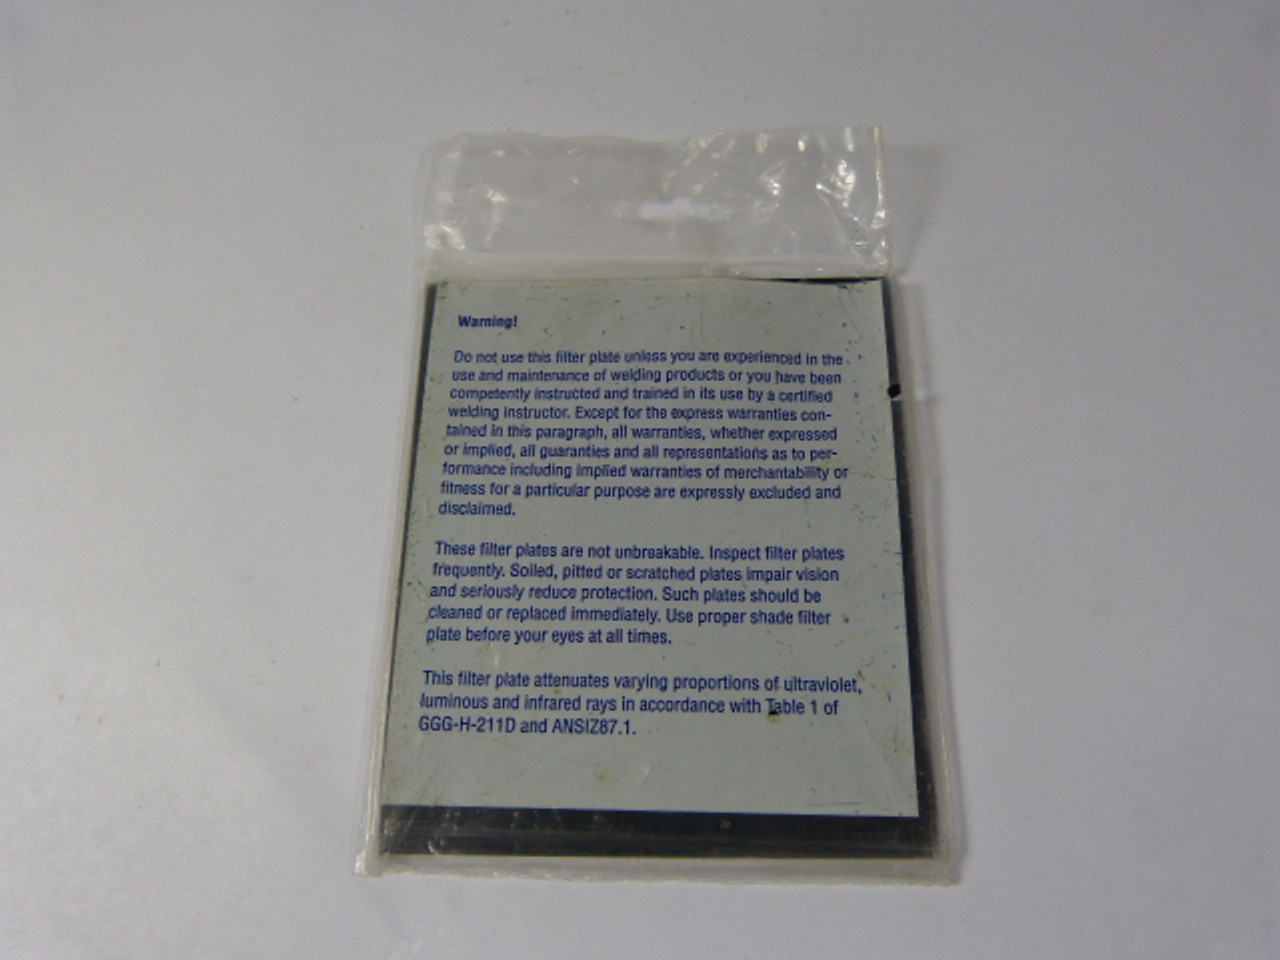 Warning!
Do not use this filter plate unless you are experienced in the
use and maintenance of welding products or you have been
competently instructed and trained in its use by a certified
welding instructor. Except for the express warranties con-
tained in this paragraph, all warranties, whether expressed
or implied, all guaranties and all representations as to per-
formance including implied warranties of merchantability or
fitness for a particular purpose are expressly excluded and
disclaimed.
These filter plates are not unbreakable. Inspect filter plates
frequently. Soiled, pitted or scratched plates impair vision
and seriously reduce protection. Such plates should be
cleaned or replaced immediately. Use proper shade filter
plate before your eyes at all times.
This filter plate attenuates varying proportions of ultraviolet,
luminous and infrared rays in accordance with Table 1 of
GGG-H-211D and ANSIZ87.1.